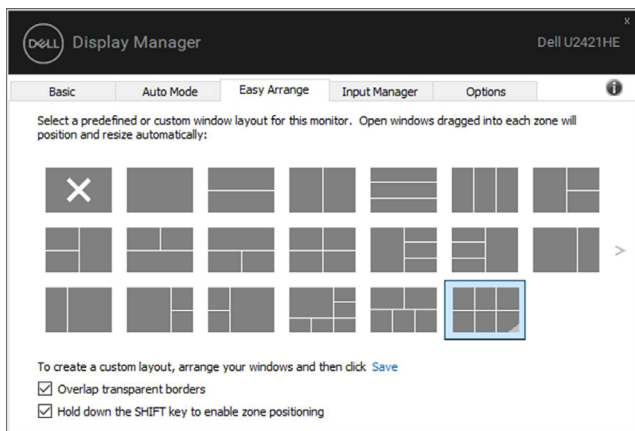 x
DELL Display Manager
Dell U2421HE
Basic Auto Mode Easy Arrange Input Manager Options i
Select a predefined or custom window layout for this monitor. Open windows dragged into each zone will
position and resize automatically:
>
To create a custom layout, arrange your windows and then click Save
Overlap transparent borders
Hold down the SHIFT key to enable zone positioning